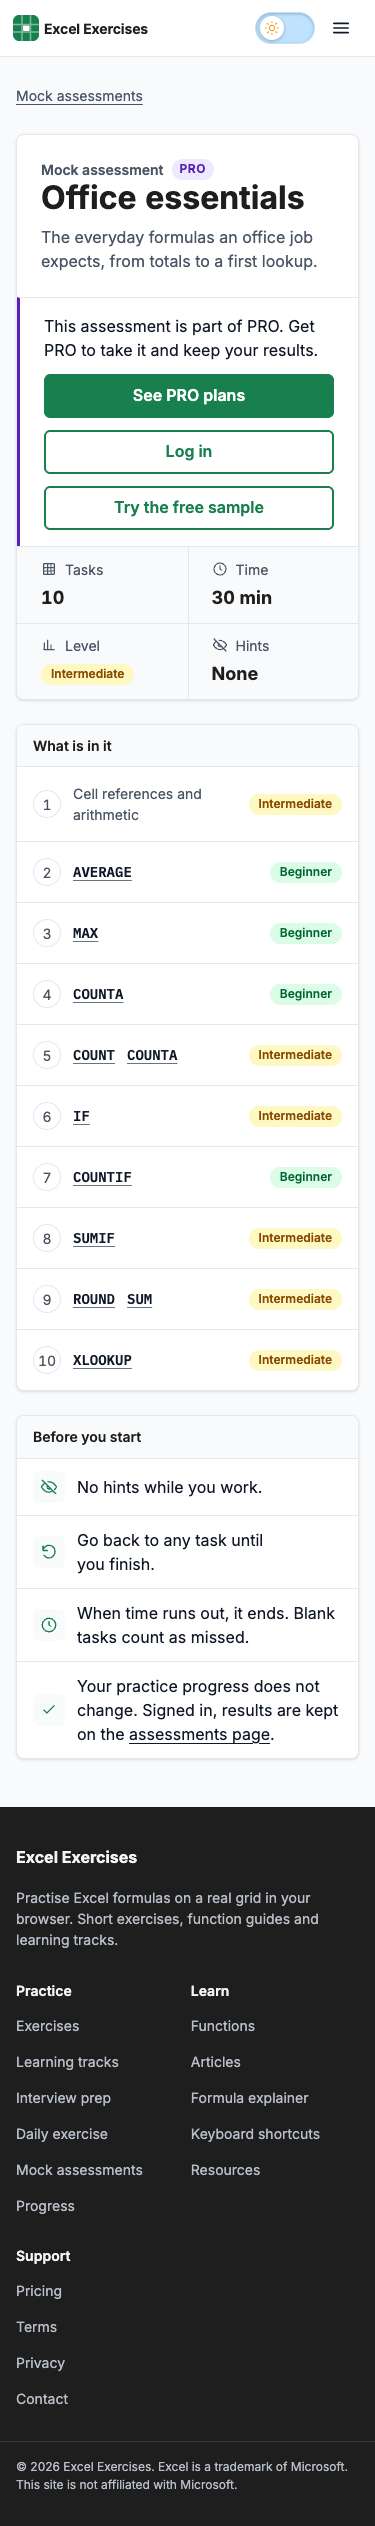 Excel Exercises
Mock assessments
Mock assessment PRO
Office essentials
The everyday formulas an office job
expects, from totals to a first lookup.
This assessment is part of PRO. Get
PRO to take it and keep your results.
See PRO plans
Log in
Try the free sample
Tasks
10
Time
30 min
Level
Intermediate
Hints
None
What is in it
1 Cell references and
arithmetic Intermediate
2 AVERAGE Beginner
3 MAX Beginner
4 COUNTA Beginner
5 COUNT COUNTA Intermediate
6 IF Intermediate
7 COUNTIF Beginner
8 SUMIF Intermediate
9 ROUND SUM Intermediate
10 XLOOKUP Intermediate
Before you start
No hints while you work.
Go back to any task until
you finish.
When time runs out, it ends. Blank
tasks count as missed.
Your practice progress does not
change. Signed in, results are kept
on the assessments page.
Excel Exercises
Practise Excel formulas on a real grid in your
browser. Short exercises, function guides and
learning tracks.
Practice
Exercises
Learning tracks
Interview prep
Daily exercise
Mock assessments
Progress
Learn
Functions
Articles
Formula explainer
Keyboard shortcuts
Resources
Support
Pricing
Terms
Privacy
Contact
© 2026 Excel Exercises. Excel is a trademark of Microsoft.
This site is not affiliated with Microsoft.